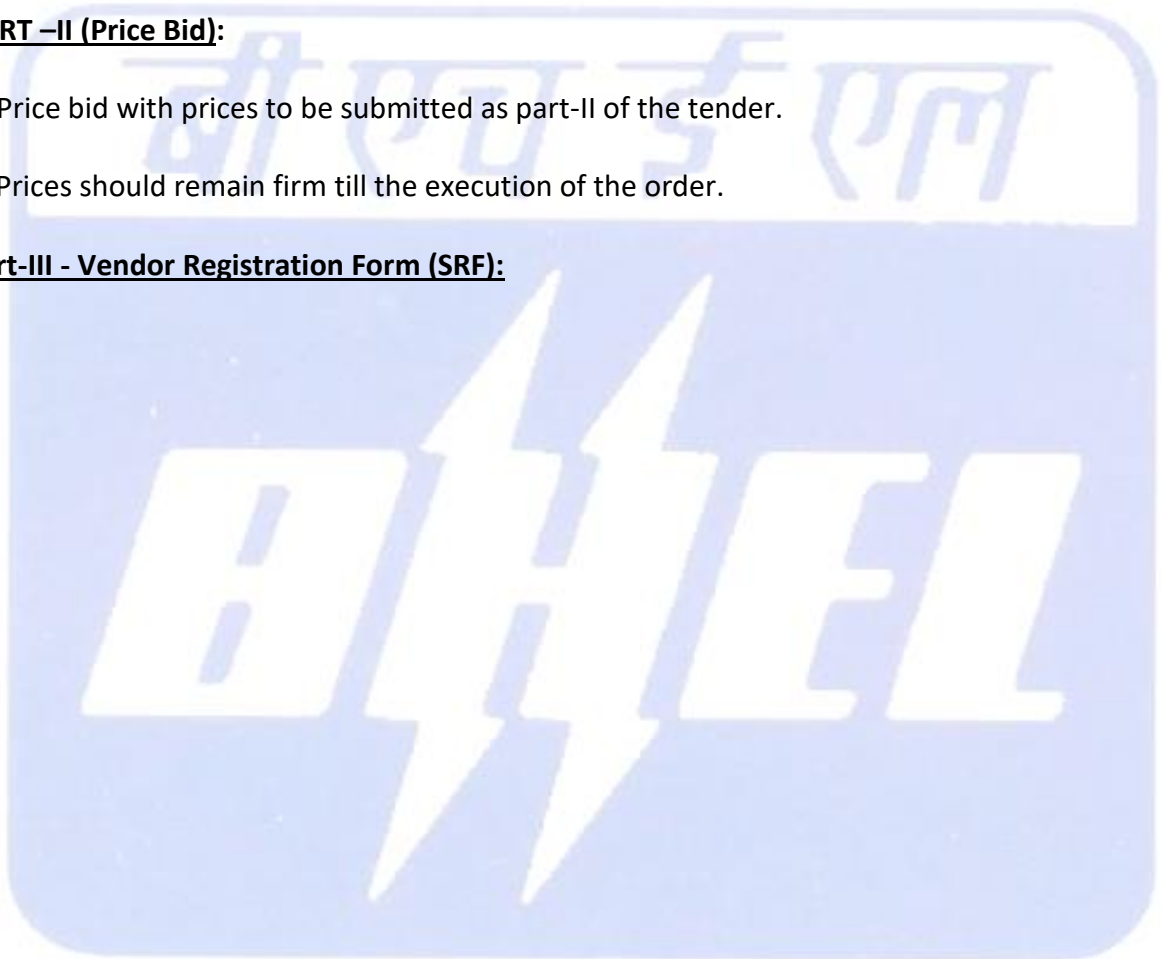 RT –II (Price Bid):
बी एच ई एल
Price bid with prices to be submitted as part-II of the tender.
Prices should remain firm till the execution of the order.
rt-III - Vendor Registration Form (SRF):
BHEL